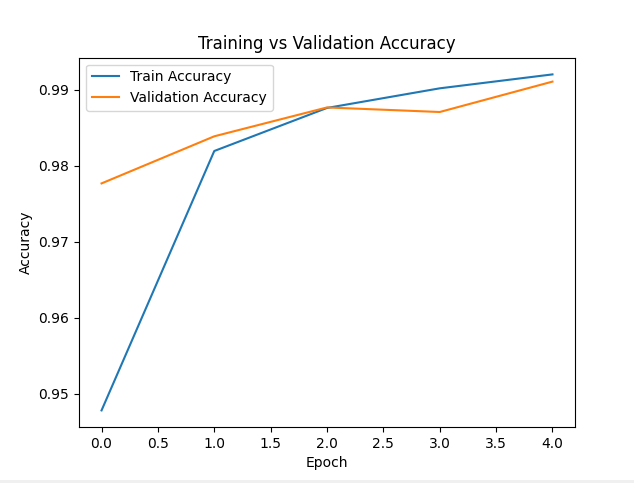 Training vs Validation Accuracy
Train Accuracy
Validation Accuracy
0.99
0.98
0.97
0.96
0.95
Accuracy
0.0 0.5 1.0 1.5 2.0 2.5 3.0 3.5 4.0
Epoch